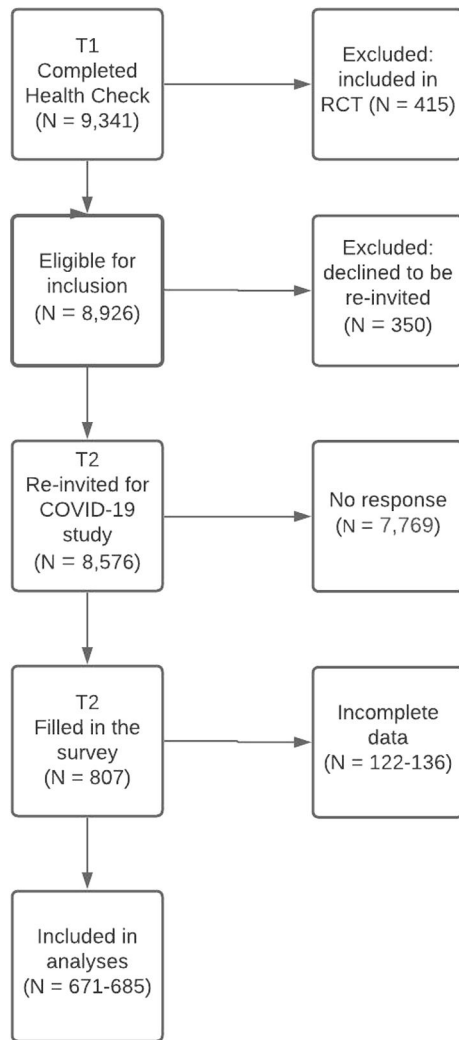 T1
Completed
Health Check
(N = 9,341)
Excluded:
included in
RCT (N = 415)
Eligible for
inclusion
(N = 8,926)
Excluded:
declined to be
re-invited
(N = 350)
T2
Re-invited for
COVID-19
study
(N = 8,576)
No response
(N = 7,769)
T2
Filled in the
survey
(N = 807)
Incomplete
data
(N = 122-136)
Included in
analyses
(N = 671-685)